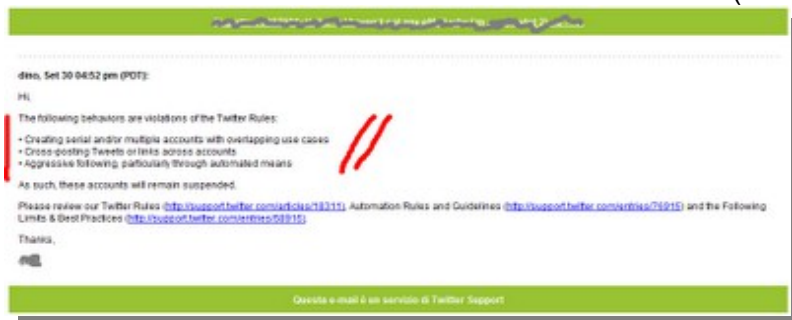 dino, Set 30 04:52 pm (PDT):
Hi,
The following behaviors are violations of the Twitter Rules:
• Creating serial and/or multiple accounts with overlapping use cases
• Cross-posting Tweets or links across accounts
• Aggressive following, particularly through automated means
As such, these accounts will remain suspended.
Please review our Twitter Rules (http://support.twitter.com/articles/18311), Automation Rules and Guidelines (http://support.twitter.com/entries/76915) and the Following
Limits & Best Practices (http://support.twitter.com/entries/68916).
Thanks,
Questa e-mail è un servizio di Twitter Support